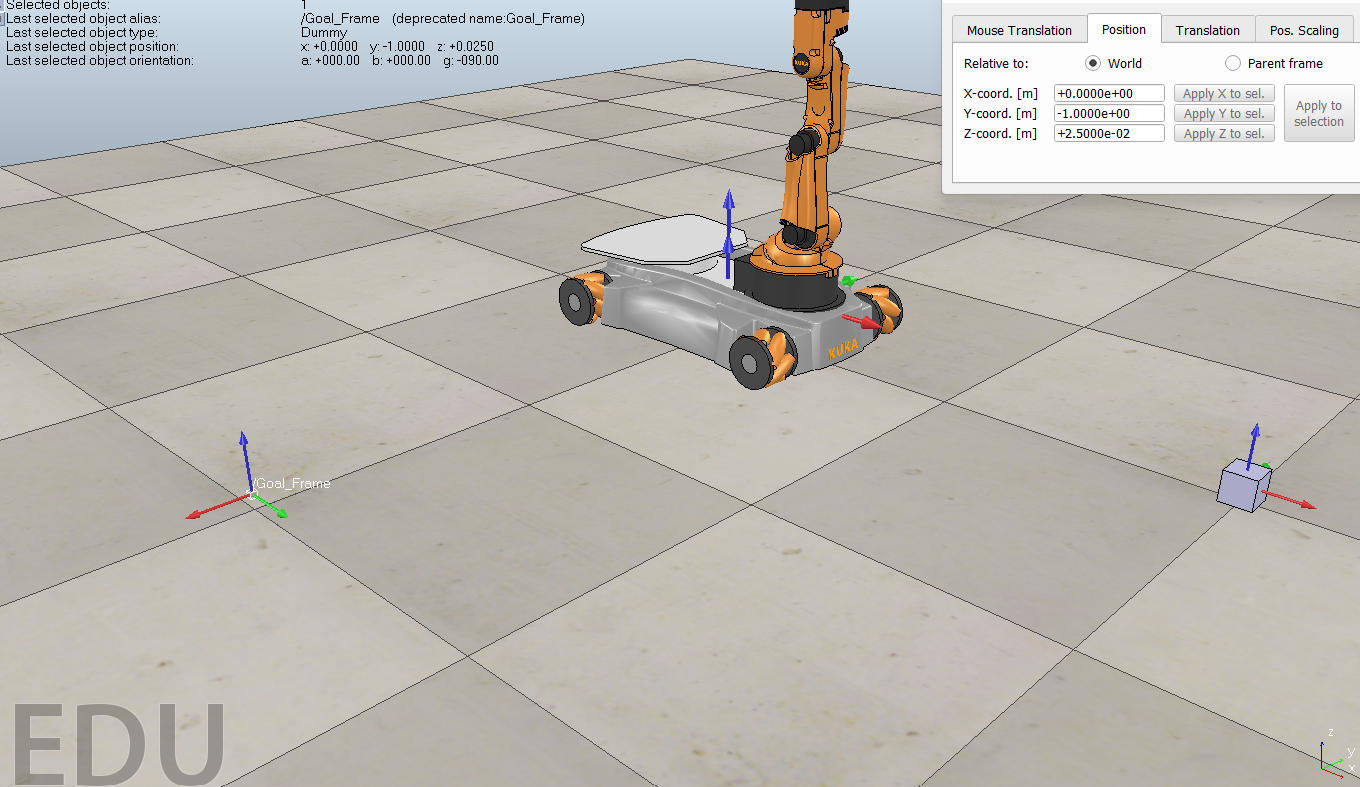 Selected objects: 1
Last selected object alias: /Goal_Frame (deprecated name:Goal_Frame)
Last selected object type: Dummy
Last selected object position: x: +0.0000 y: -1.0000 z: +0.0250
Last selected object orientation: a: +000.00 b: +000.00 g: -090.00
Mouse Translation Position Translation Pos. Scaling
Relative to: World Parent frame
X-coord. [m] +0.0000e+00 Apply X to sel.
Y-coord. [m] -1.0000e+00 Apply Y to sel.
Z-coord. [m] +2.5000e-02 Apply Z to sel.
Apply to
selection
KUKA
KUKA
/Goal_Frame
EDU
z
y
x